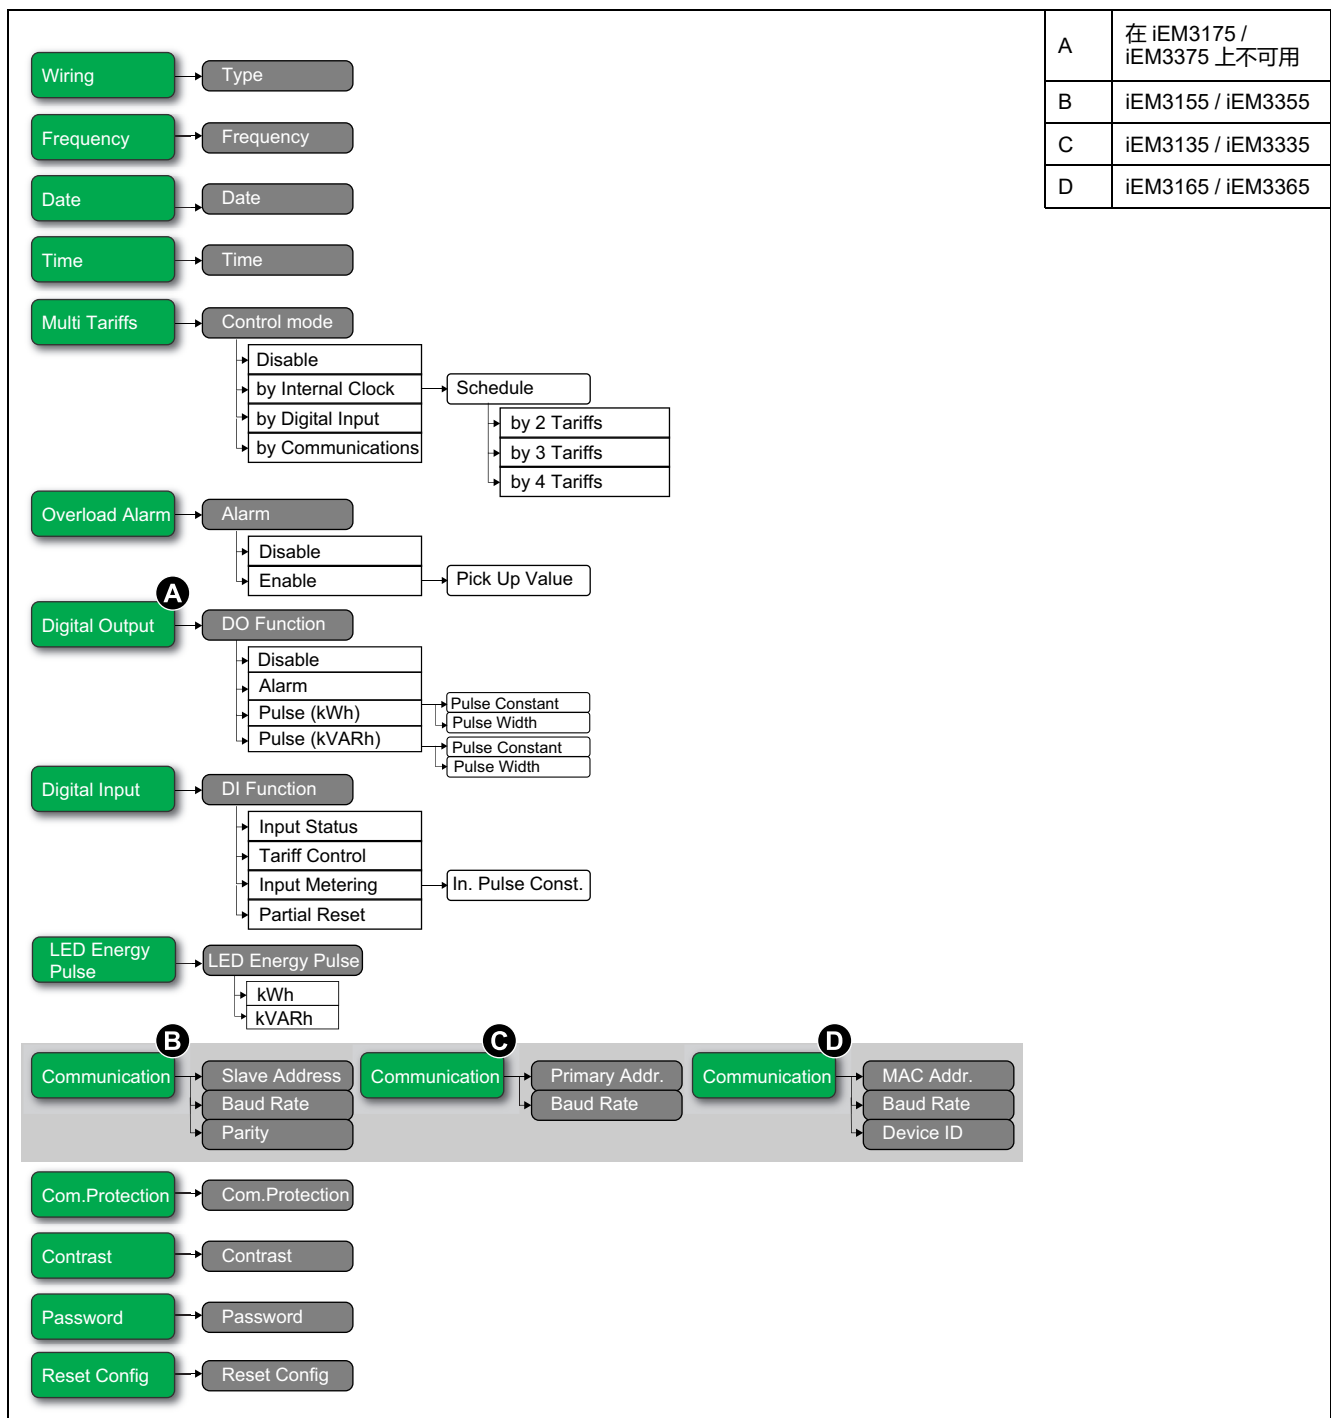 A
在 iEM3175 /
iEM3375 上不可用
B
iEM3155 / iEM3355
C
iEM3135 / iEM3335
D
iEM3165 / iEM3365
Wiring
Type
Frequency
Frequency
Date
Date
Time
Time
Multi Tariffs
Control mode
Disable
by Internal Clock
Schedule
by Digital Input
by 2 Tariffs
by Communications
by 3 Tariffs
by 4 Tariffs
Overload Alarm
Alarm
Disable
Enable
Pick Up Value
A
Digital Output
DO Function
Disable
Alarm
Pulse (kWh)
Pulse Constant
Pulse Width
Pulse (kVARh)
Pulse Constant
Pulse Width
Digital Input
DI Function
Input Status
Tariff Control
Input Metering
In. Pulse Const.
Partial Reset
LED Energy
Pulse
LED Energy Pulse
kWh
kVARh
B
Communication
Slave Address
Baud Rate
Parity
C
Communication
Primary Addr.
Baud Rate
D
Communication
MAC Addr.
Baud Rate
Device ID
Com.Protection
Com.Protection
Contrast
Contrast
Password
Password
Reset Config
Reset Config